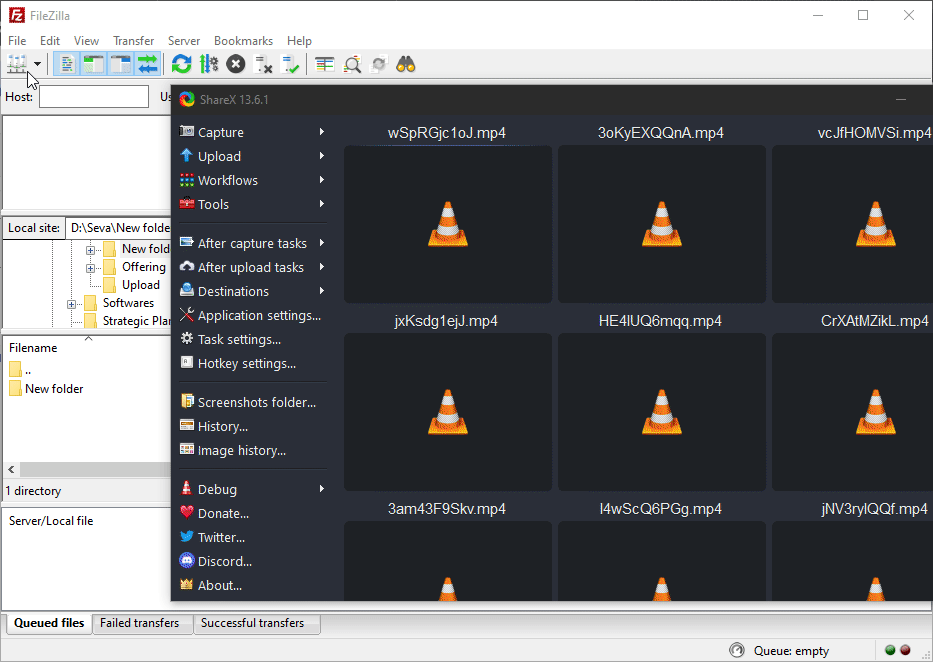 FileZilla
File Edit View Transfer Server Bookmarks Help
Host:
ShareX 13.6.1
Capture
Upload
Workflows
Tools
After capture tasks
After upload tasks
Destinations
Application settings...
Task settings...
Hotkey settings...
Screenshots folder...
History...
Image history...
Debug
Donate...
Twitter...
Discord...
About...
wSpRGjc1oJ.mp4 3oKyEXQQnA.mp4 vcJfHOMVSi.mp4
jxKsdg1ejJ.mp4 HE4lUQ6mqq.mp4 CrXAtMZikL.mp4
3am43F9Skv.mp4 I4wScQ6PGg.mp4 jNV3rylQQf.mp4
Local site: D:\Seva\New folde
New fold
Offering
Upload
Softwares
Strategic Plan
Filename
..
New folder
1 directory
Server/Local file
Queued files Failed transfers Successful transfers
Queue: empty